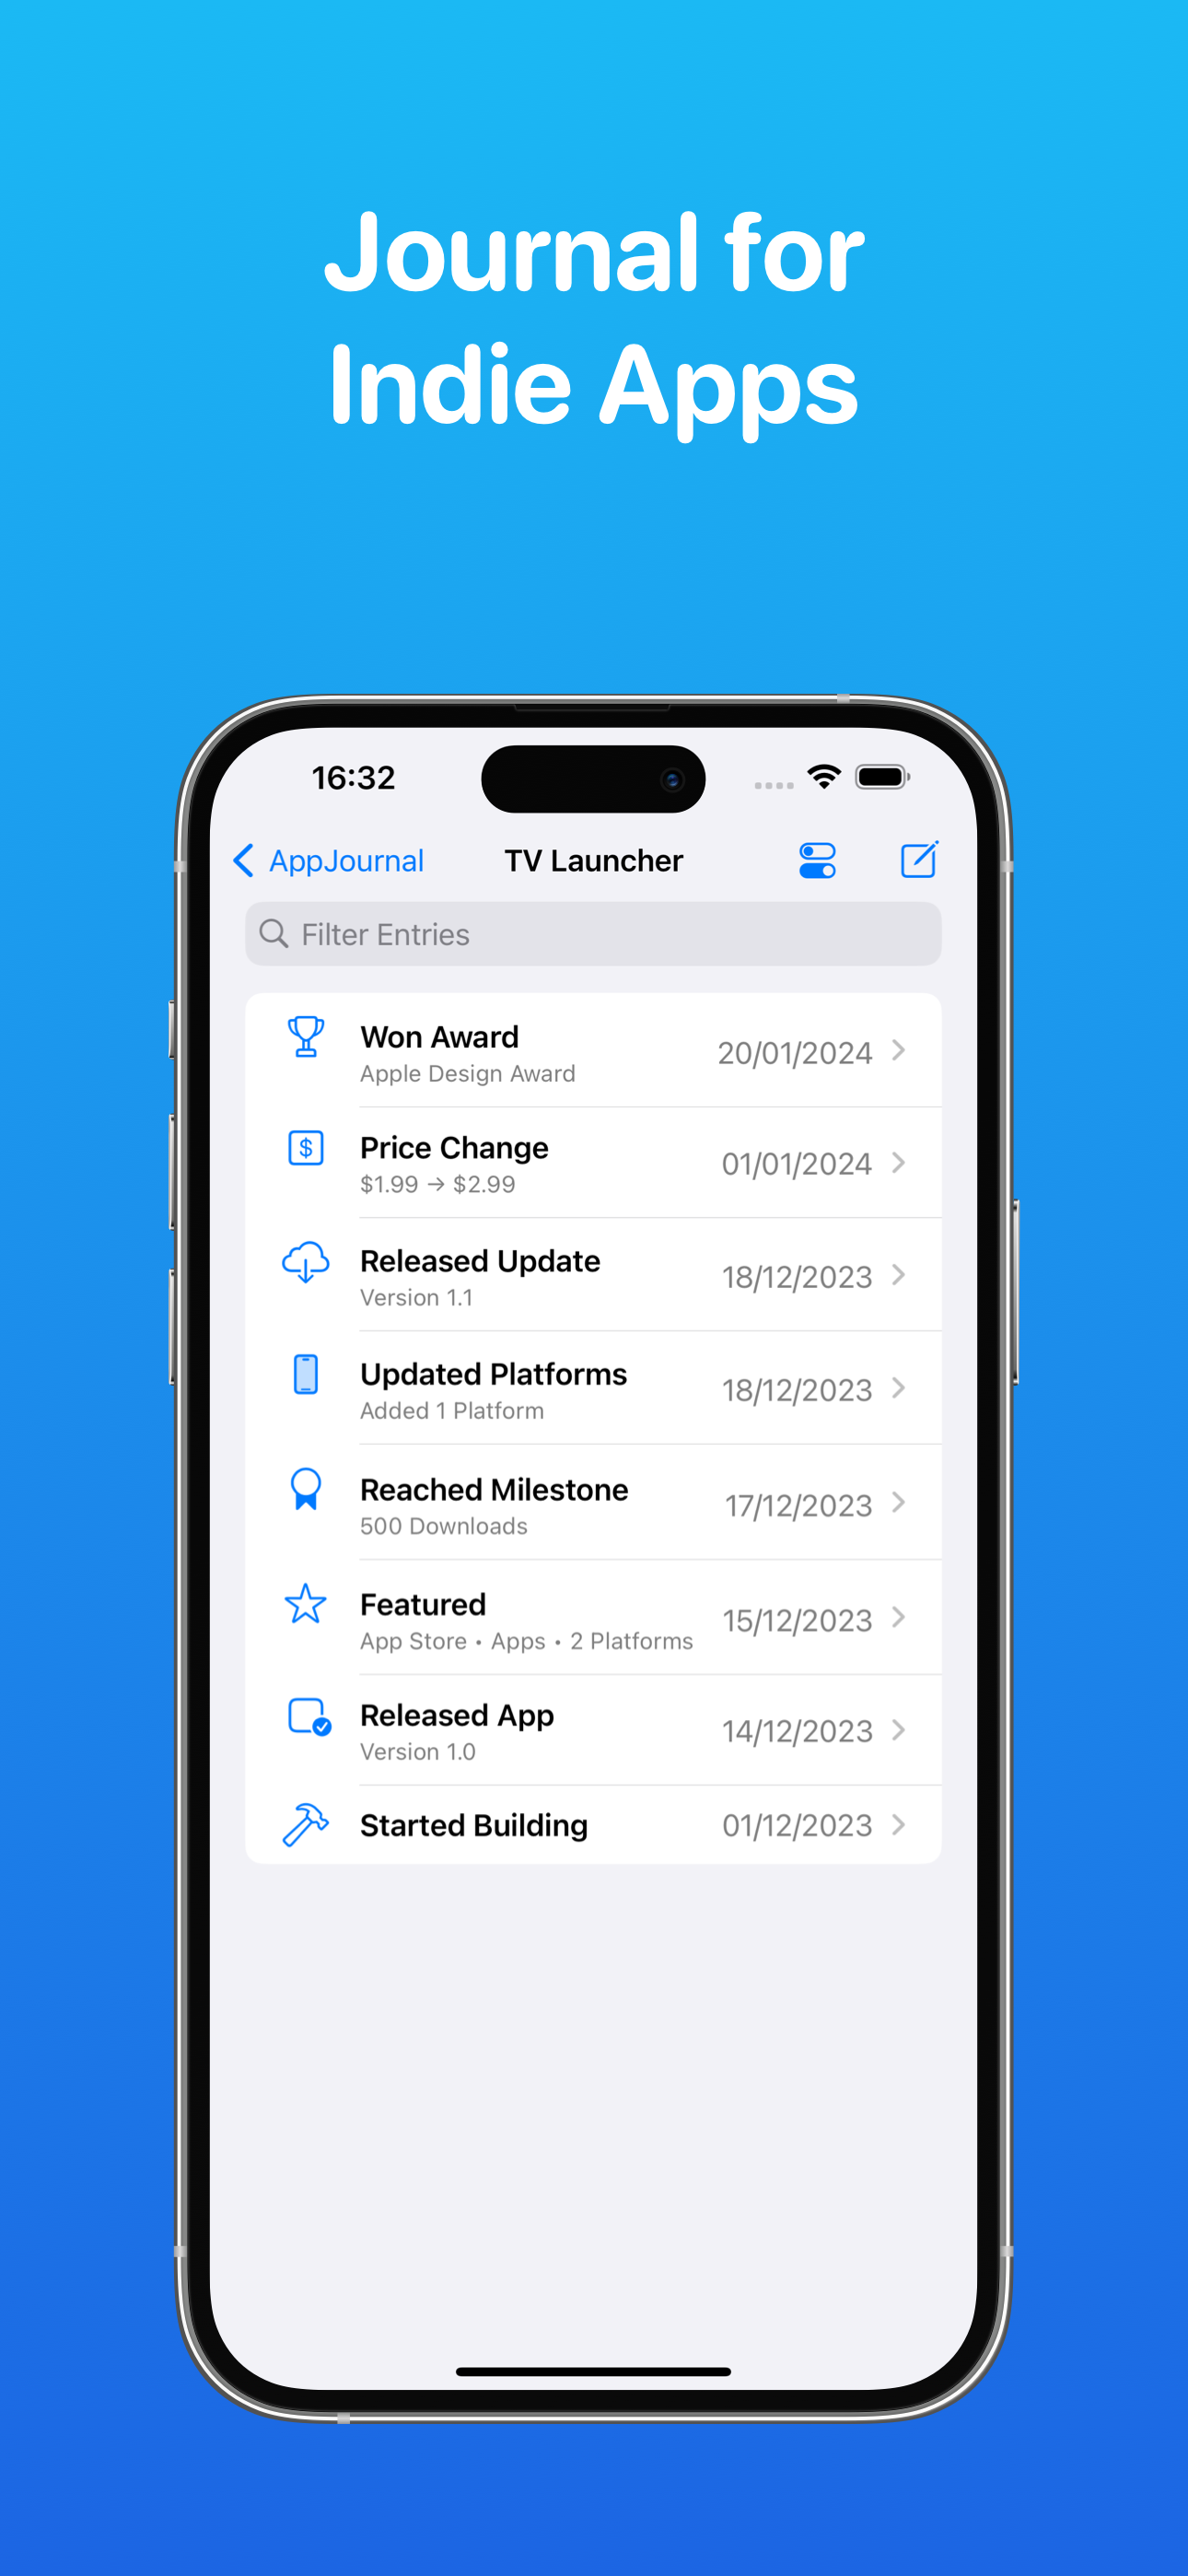 Journal for
Indie Apps
16:32
AppJournal
TV Launcher
Filter Entries
Won Award
Apple Design Award
20/01/2024
$
Price Change
$1.99 → $2.99
01/01/2024
Released Update
Version 1.1
18/12/2023
Updated Platforms
Added 1 Platform
18/12/2023
Reached Milestone
500 Downloads
17/12/2023
Featured
App Store • Apps • 2 Platforms
15/12/2023
Released App
Version 1.0
14/12/2023
Started Building
01/12/2023